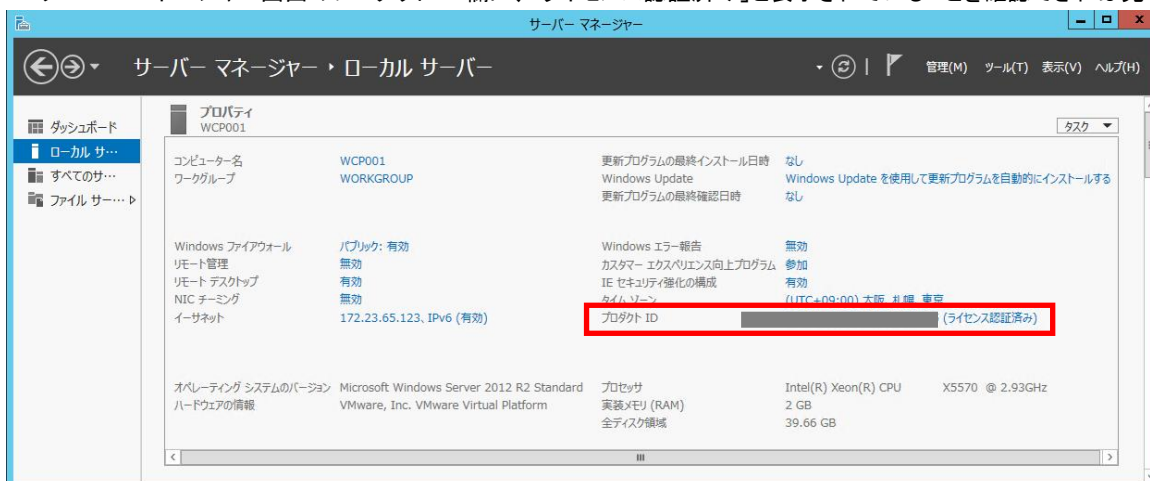 サーバー マネージャー
サーバー マネージャー ・ ローカル サーバー
管理(M) ツール(T) 表示(V) ヘルプ(H)
ダッシュボード
ローカル サ…
すべてのサ…
ファイル サー…
プロパティ
WCP001
タスク
コンピューター名 WCP001 更新プログラムの最終インストール日時 なし
ワークグループ WORKGROUP Windows Update Windows Update を使用して更新プログラムを自動的にインストールする
更新プログラムの最終確認日時 なし
Windows ファイアウォール パブリック: 有効 Windows エラー報告 無効
リモート管理 無効 カスタマー エクスペリエンス向上プログラム 参加
リモート デスクトップ 有効 IE セキュリティ強化の構成 有効
NIC チーミング 無効 タイム ゾーン (UTC+09:00) 大阪、札幌、東京
イーサネット 172.23.65.123、IPv6 (有効) プロダクト ID (ライセンス認証済み)
オペレーティング システムのバージョン Microsoft Windows Server 2012 R2 Standard プロセッサ Intel(R) Xeon(R) CPU X5570 @ 2.93GHz
ハードウェアの情報 VMware, Inc. VMware Virtual Platform 実装メモリ (RAM) 2 GB
全ディスク領域 39.66 GB